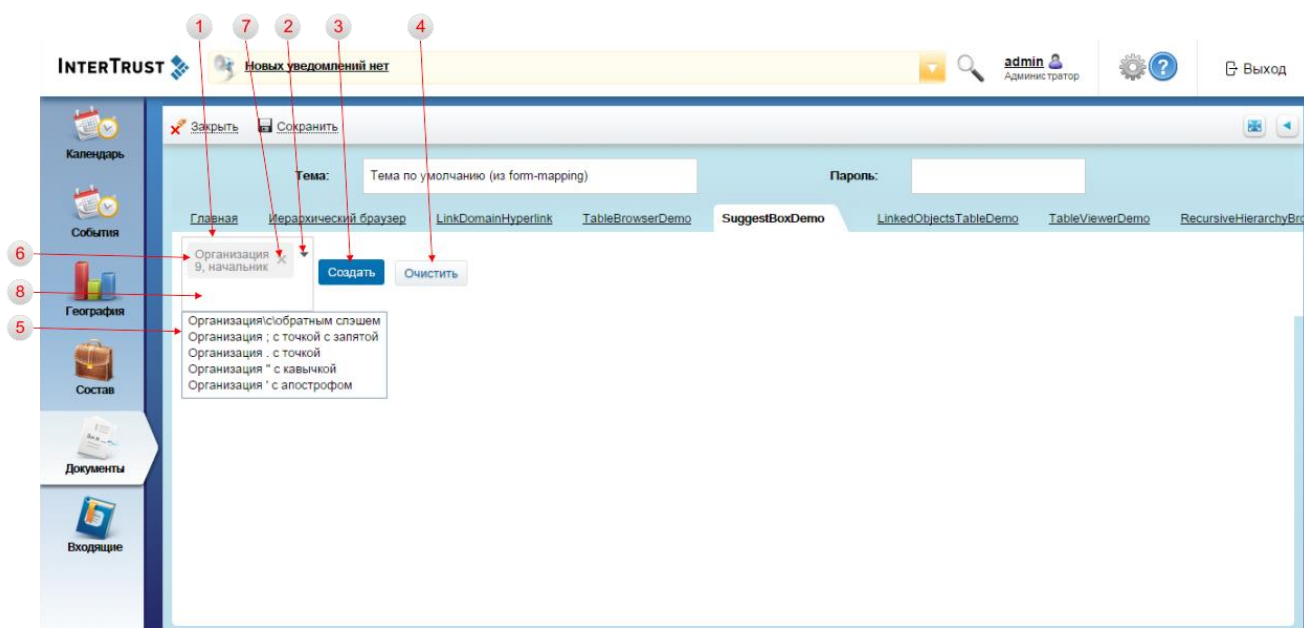 1 7 2 3 4
INTERTRUST Новых уведомлений нет admin Администратор ? Выход
Календарь
Закрыть Сохранить
Тема: Тема по умолчанию (из form-mapping) Пароль:
События
Главная Иерархический браузер LinkDomainHyperlink TableBrowserDemo SuggestBoxDemo LinkedObjectsTableDemo TableViewerDemo RecursiveHierarchyBro
6
Организация
9, начальник
Создать Очистить
8
География
5
Организация\с\обратным слэшем
Организация ; с точкой с запятой
Организация . с точкой
Организация " с кавычкой
Организация ' с апострофом
Состав
Документы
Входящие